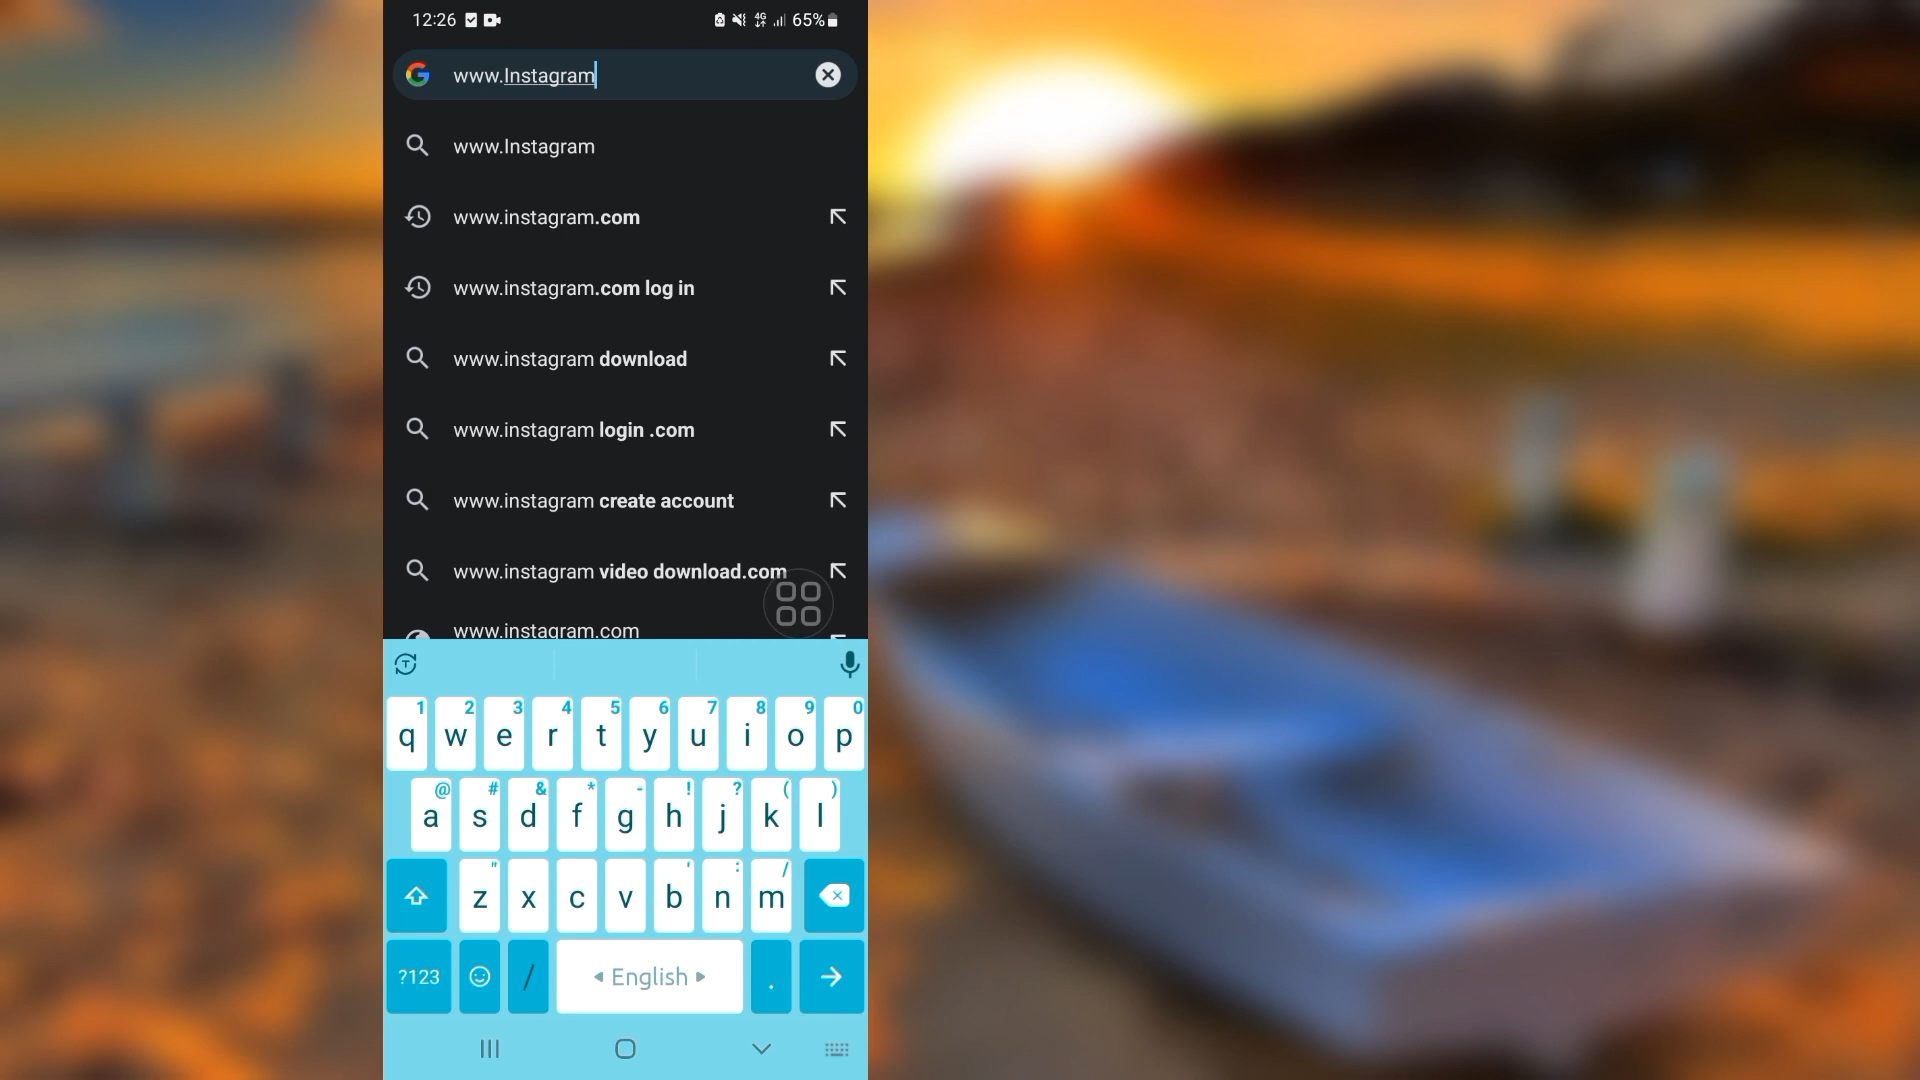 12:26 4G 65%
www.Instagram
www.Instagram
www.instagram.com
www.instagram.com log in
www.instagram download
www.instagram login .com
www.instagram create account
www.instagram video download.com
www.instagram.com
T
1 2 3 4 5 6 7 8 9 0
q w e r t y u i o p
@ # & * - ! ? ( )
a s d f g h j k l
" ' : /
z x c v b n m
?123 / English .